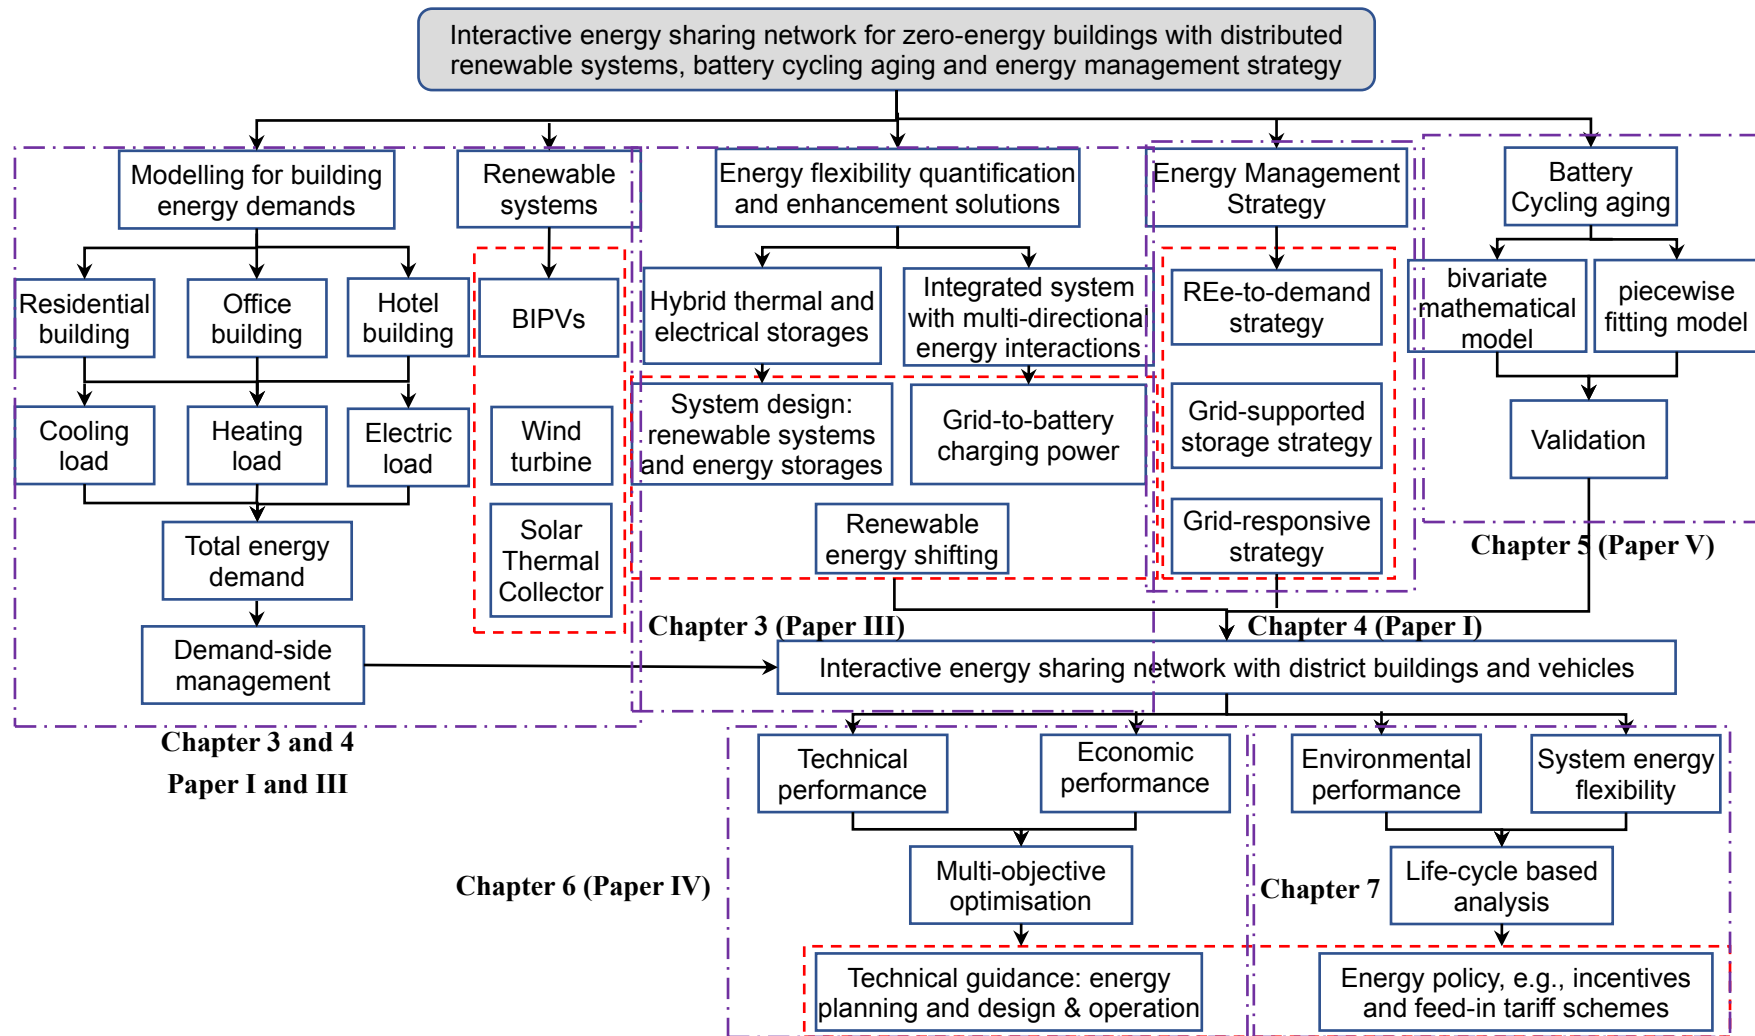 Interactive energy sharing network for zero-energy buildings with distributed
renewable systems, battery cycling aging and energy management strategy
Modelling for building
energy demands
Renewable
systems
Energy flexibility quantification
and enhancement solutions
Energy Management
Strategy
Battery
Cycling aging
Residential
building
Office
building
Hotel
building
BIPVs
Hybrid thermal and
electrical storages
Integrated system
with multi-directional
energy interactions
REe-to-demand
strategy
bivariate
mathematical
model
piecewise
fitting model
Cooling
load
Heating
load
Electric
load
Wind
turbine
System design:
renewable systems
and energy storages
Grid-to-battery
charging power
Grid-supported
storage strategy
Validation
Total energy
demand
Solar
Thermal
Collector
Renewable
energy shifting
Grid-responsive
strategy
Chapter 5 (Paper V)
Demand-side
management
Chapter 3 (Paper III)
Chapter 4 (Paper I)
Interactive energy sharing network with district buildings and vehicles
Chapter 3 and 4
Paper I and III
Technical
performance
Economic
performance
Environmental
performance
System energy
flexibility
Chapter 6 (Paper IV)
Multi-objective
optimisation
Chapter 7
Life-cycle based
analysis
Technical guidance: energy
planning and design & operation
Energy policy, e.g., incentives
and feed-in tariff schemes